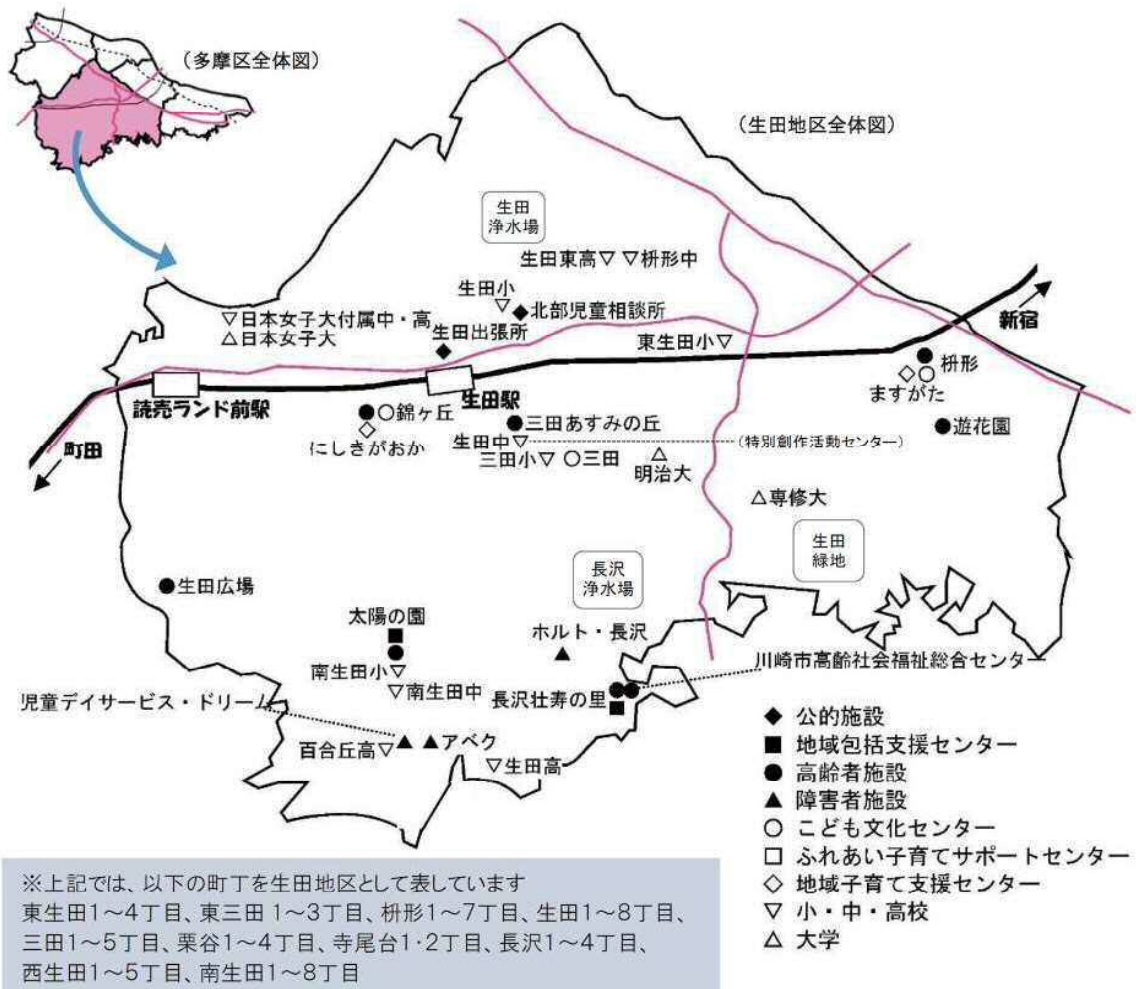 (多摩区全体図)
(生田地区全体図)
生田
浄水場
生田東高▽ ▽枡形中
生田小
▽
◆北部児童相談所
▽日本女子大付属中・高
△日本女子大
生田出張所
◆
東生田小▽
新宿
読売ランド前駅
生田駅
町田
●枡形
◇○
ますがた
●○錦ヶ丘
◇
にしきがおか
●三田あすみの丘
●遊花園
生田中▽
(特別創作活動センター)
三田小▽ ○三田
△
明治大
△専修大
生田
緑地
長沢
浄水場
●生田広場
太陽の園
■
●
南生田小▽
▽南生田中
ホルト・長沢
▲
川崎市高齢社会福祉総合センター
長沢壮寿の里●●
■
児童デイサービス・ドリーム
百合丘高▽▲ ▲アベク
▽生田高
◆ 公的施設
■ 地域包括支援センター
● 高齢者施設
▲ 障害者施設
○ こども文化センター
□ ふれあい子育てサポートセンター
◇ 地域子育て支援センター
▽ 小・中・高校
△ 大学
※上記では、以下の町丁を生田地区として表しています
東生田1～4丁目、東三田1～3丁目、枡形1～7丁目、生田1～8丁目、
三田1～5丁目、栗谷1～4丁目、寺尾台1・2丁目、長沢1～4丁目、
西生田1～5丁目、南生田1～8丁目